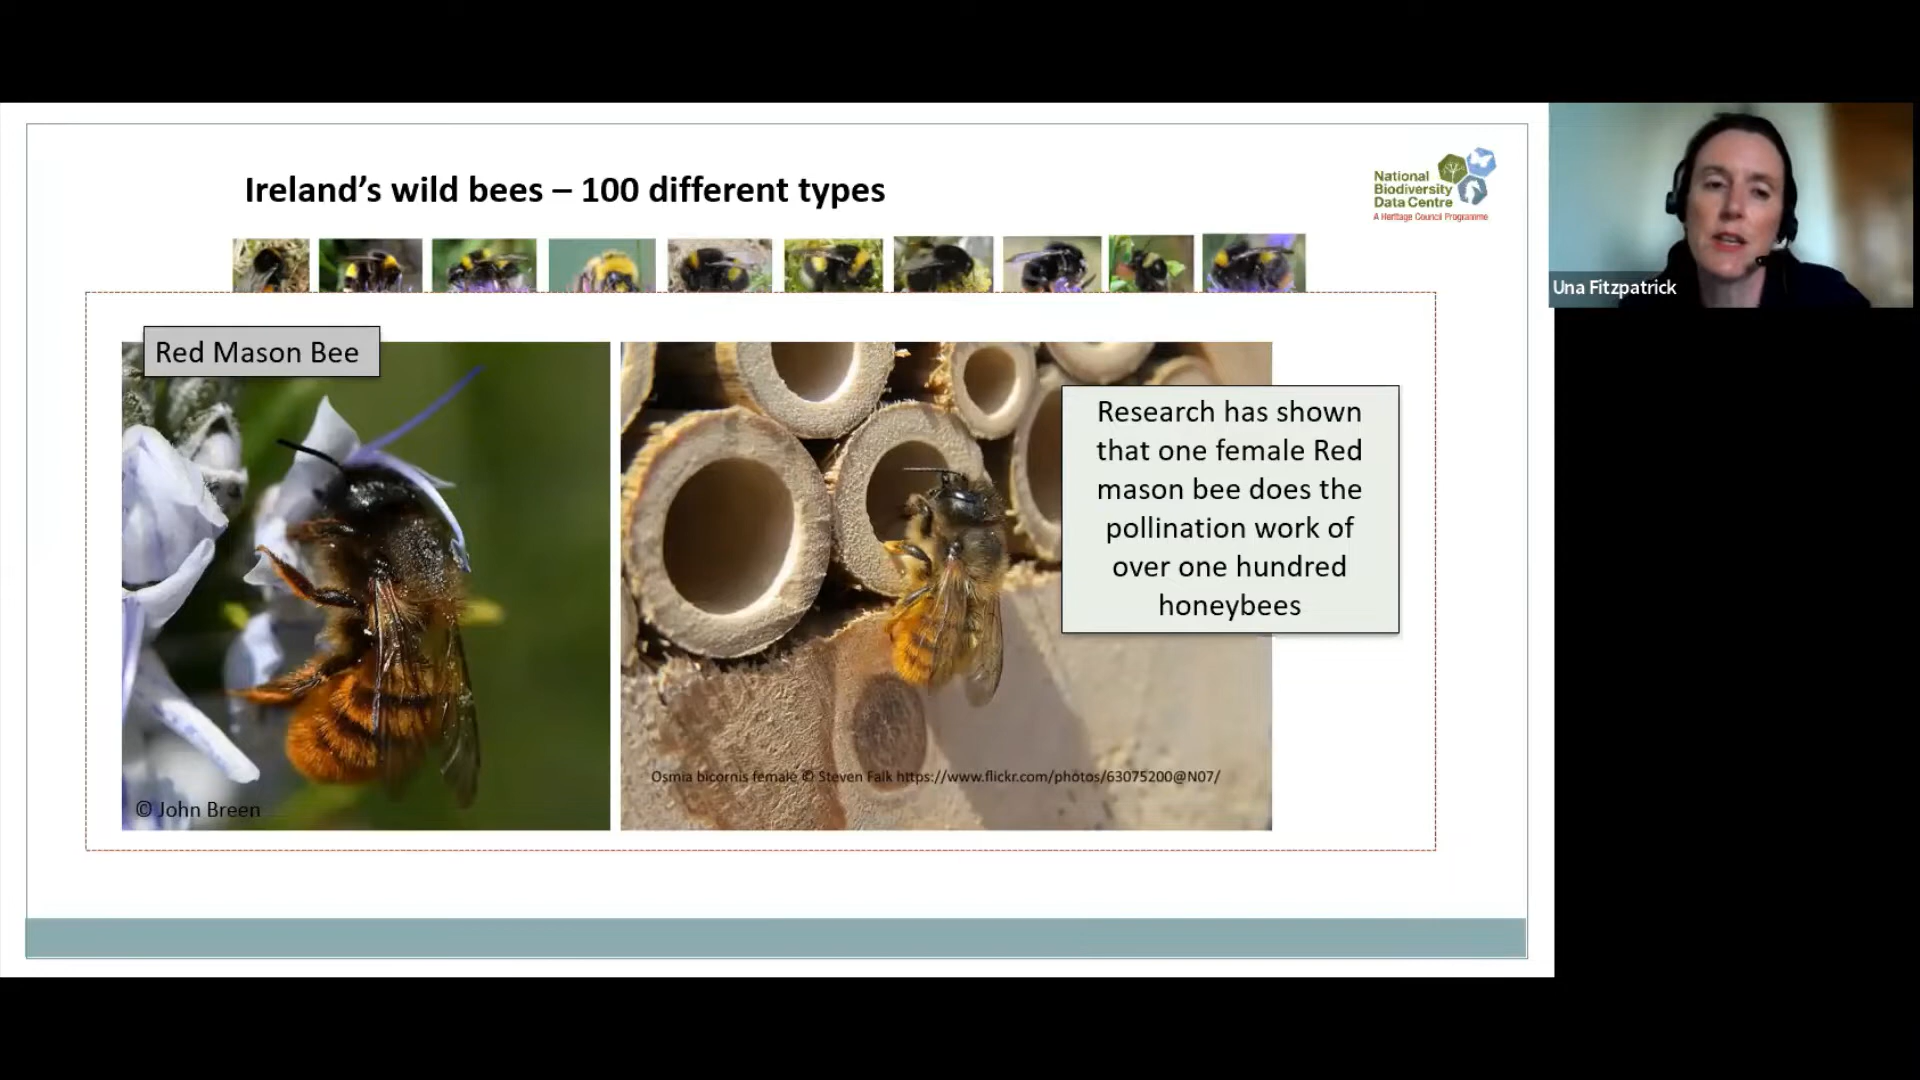 Ireland's wild bees – 100 different types
National
Biodiversity
Data Centre
A Heritage Council Programme
Una Fitzpatrick
Red Mason Bee
Research has shown
that one female Red
mason bee does the
pollination work of
over one hundred
honeybees
Osmia bicornis female © Steven Falk https://www.flickr.com/photos/63075200@N07/
© John Breen